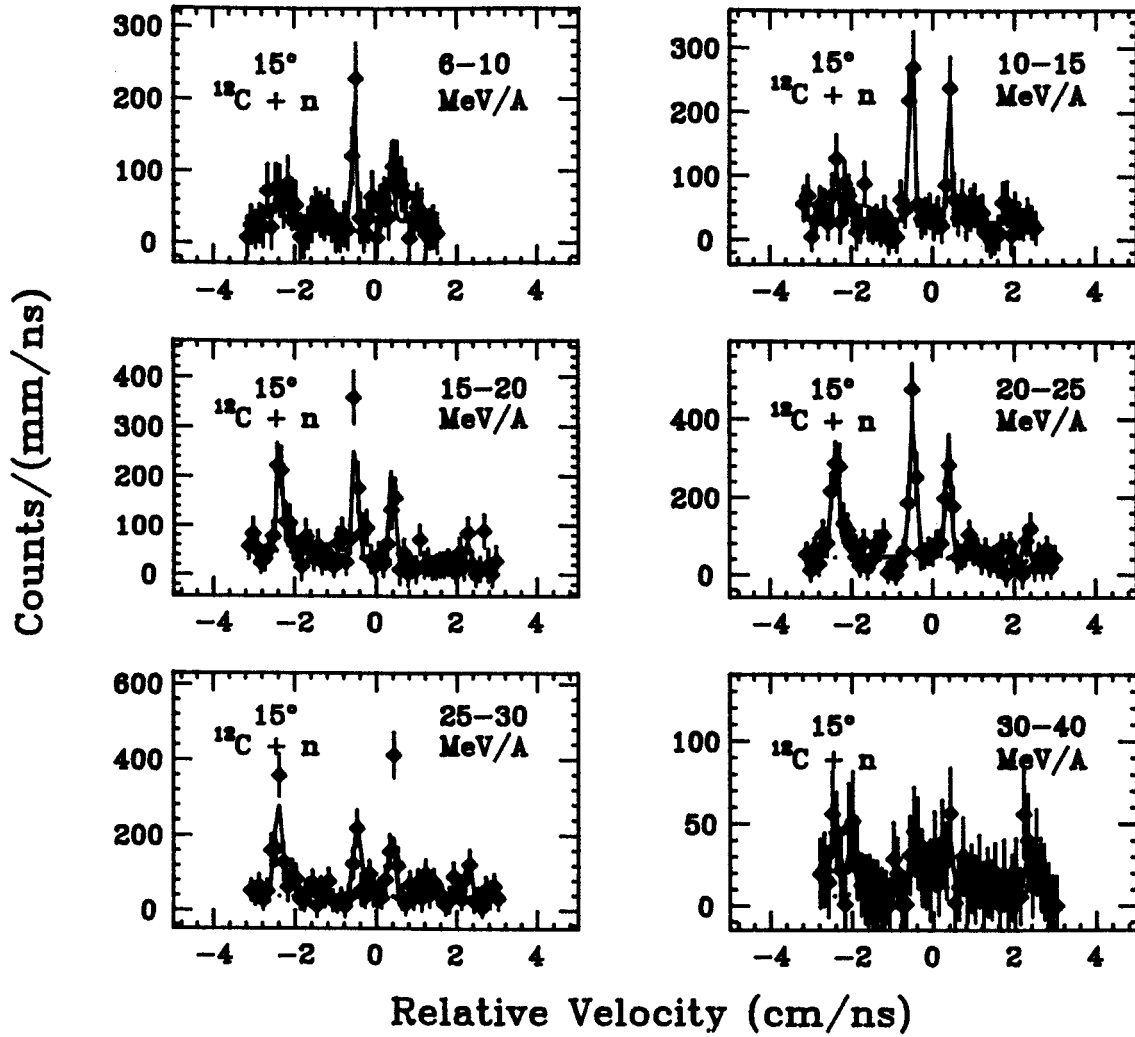 Counts/(mm/ns)
300
200
100
0
15°
¹²C + n
6-10
MeV/A
-4 -2 0 2 4
300
200
100
0
15°
¹²C + n
10-15
MeV/A
-4 -2 0 2 4
400
300
200
100
0
15°
¹²C + n
15-20
MeV/A
-4 -2 0 2 4
400
200
0
15°
¹²C + n
20-25
MeV/A
-4 -2 0 2 4
600
400
200
0
15°
¹²C + n
25-30
MeV/A
-4 -2 0 2 4
100
50
0
15°
¹²C + n
30-40
MeV/A
-4 -2 0 2 4
Relative Velocity (cm/ns)